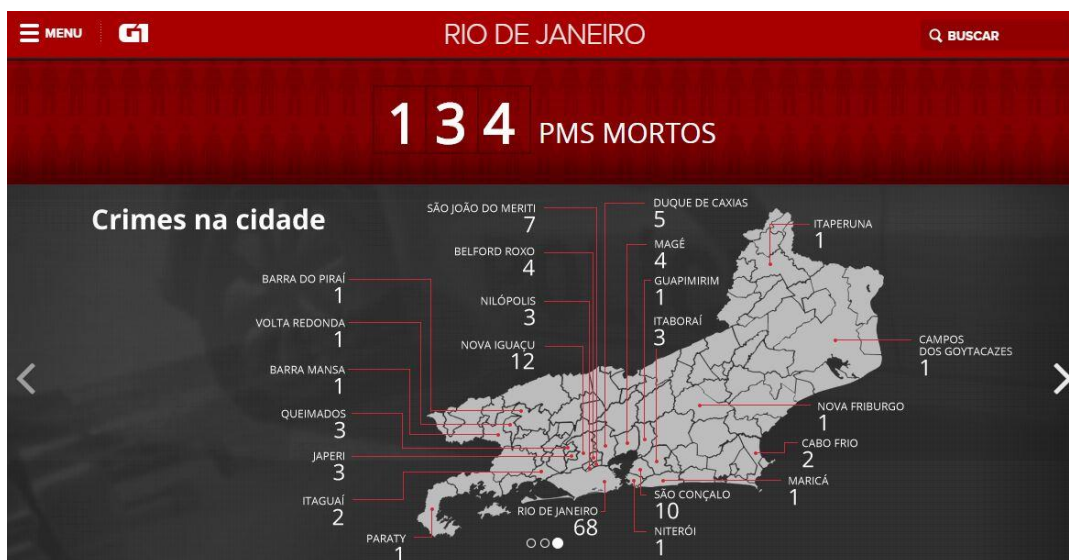 MENU G1 RIO DE JANEIRO BUSCAR
134 PMS MORTOS
Crimes na cidade
SÃO JOÃO DO MERITI
7
BELFORD ROXO
4
BARRA DO PIRAÍ
1
NILÓPOLIS
3
VOLTA REDONDA
1
NOVA IGUAÇU
12
BARRA MANSA
1
QUEIMADOS
3
JAPERI
3
ITAGUAÍ
2
PARATY
1
RIO DE JANEIRO
68
DUQUE DE CAXIAS
5
MAGÉ
4
GUAPIMIRIM
1
ITABORAÍ
3
ITAPERUNA
1
CAMPOS
DOS GOYTACAZES
1
NOVA FRIBURGO
1
CABO FRIO
2
MARICÁ
1
SÃO CONÇALO
10
NITERÓI
1